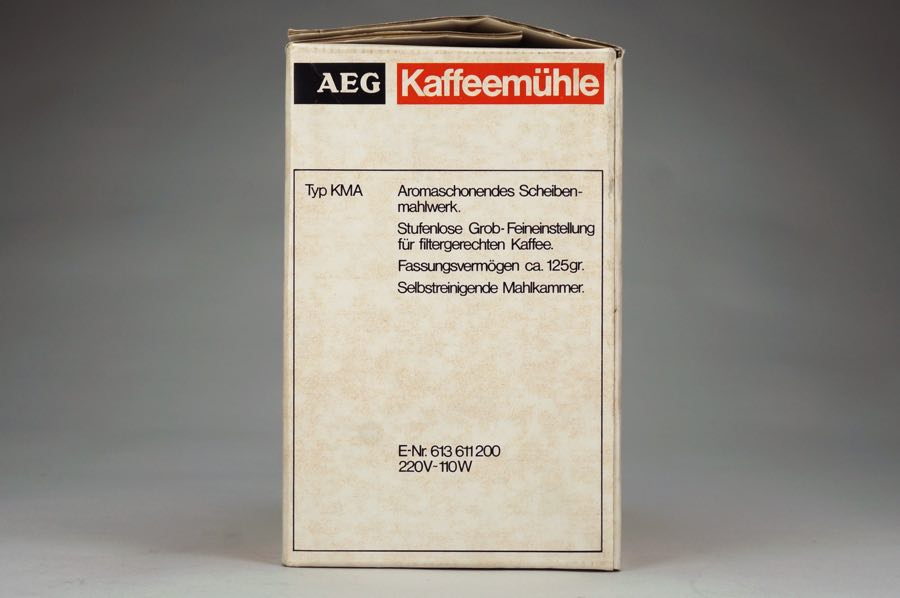 AEG Kaffeemühle
Typ KMA Aromaschonendes Scheiben-
mahlwerk.
Stufenlose Grob-Feineinstellung
für filtergerechten Kaffee.
Fassungsvermögen ca. 125gr.
Selbstreinigende Mahlkammer.
E-Nr. 613 611 200
220V~110W